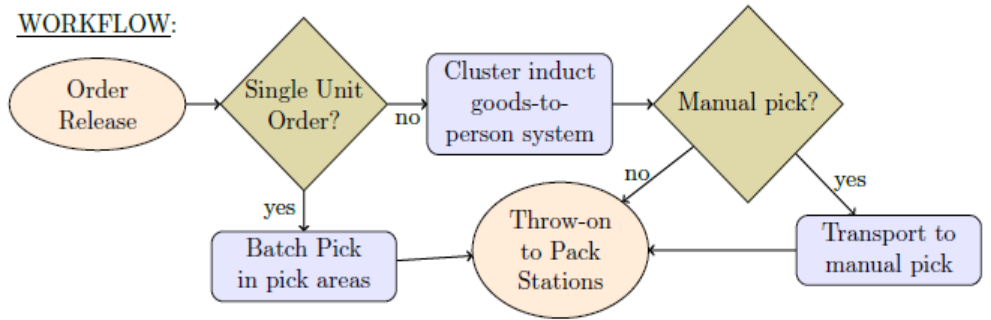 WORKFLOW:
Order
Release
Single Unit
Order?
no
yes
Cluster induct
goods-to-
person system
Manual pick?
no
yes
Batch Pick
in pick areas
Throw-on
to Pack
Stations
Transport to
manual pick